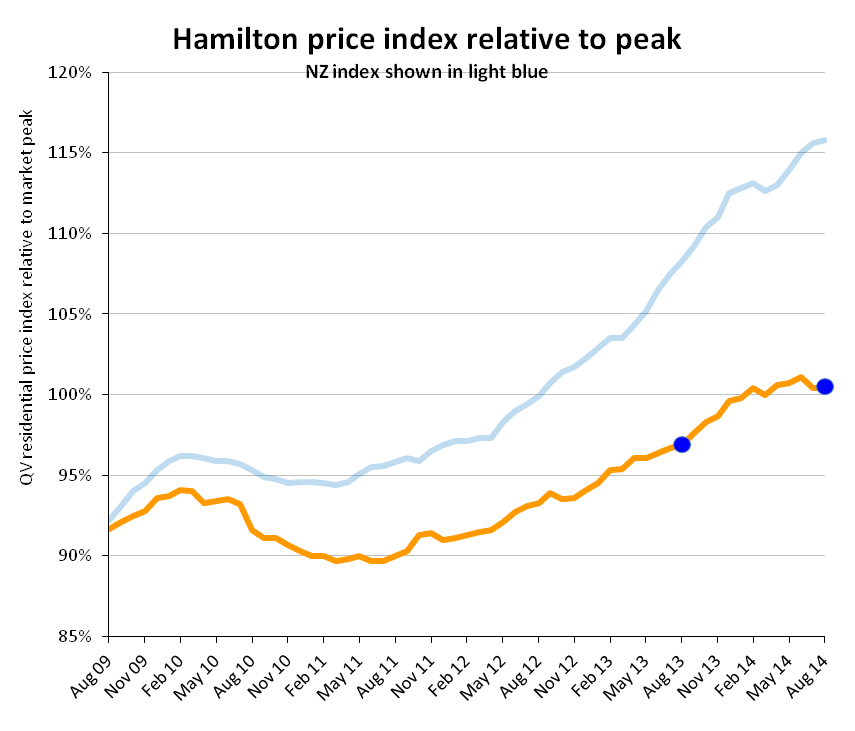 Hamilton price index relative to peak
NZ index shown in light blue
QV residential price index relative to market peak
120%
115%
110%
105%
100%
95%
90%
85%
Aug 09
Nov 09
Feb 10
May 10
Aug 10
Nov 10
Feb 11
May 11
Aug 11
Nov 11
Feb 12
May 12
Aug 12
Nov 12
Feb 13
May 13
Aug 13
Nov 13
Feb 14
May 14
Aug 14